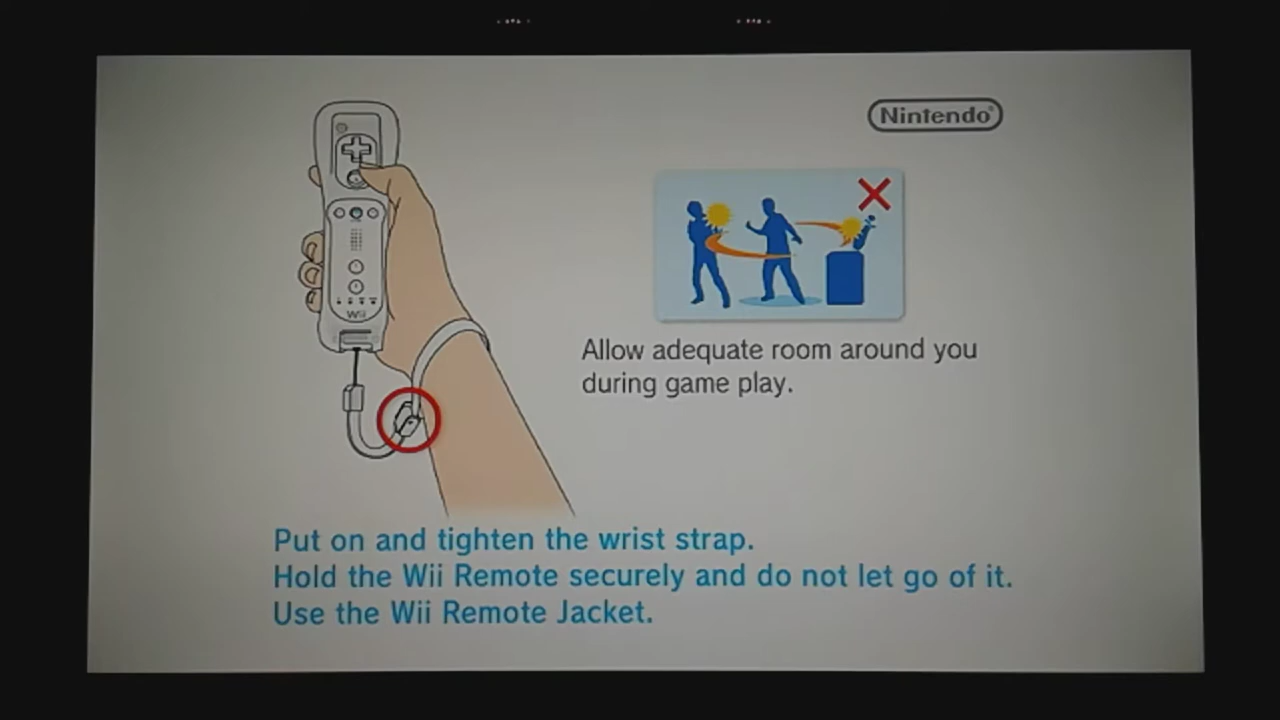 Nintendo®
Wii
Allow adequate room around you
during game play.
Put on and tighten the wrist strap.
Hold the Wii Remote securely and do not let go of it.
Use the Wii Remote Jacket.